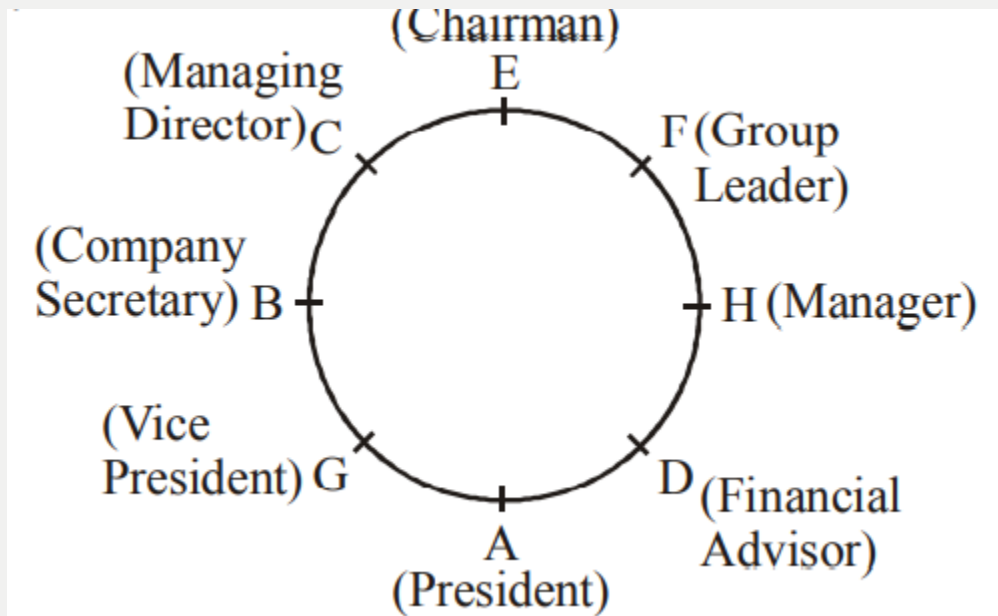 (Chairman)
E
(Managing
Director) C
F (Group
Leader)
(Company
Secretary) B
H (Manager)
(Vice
President) G
D (Financial
Advisor)
A
(President)